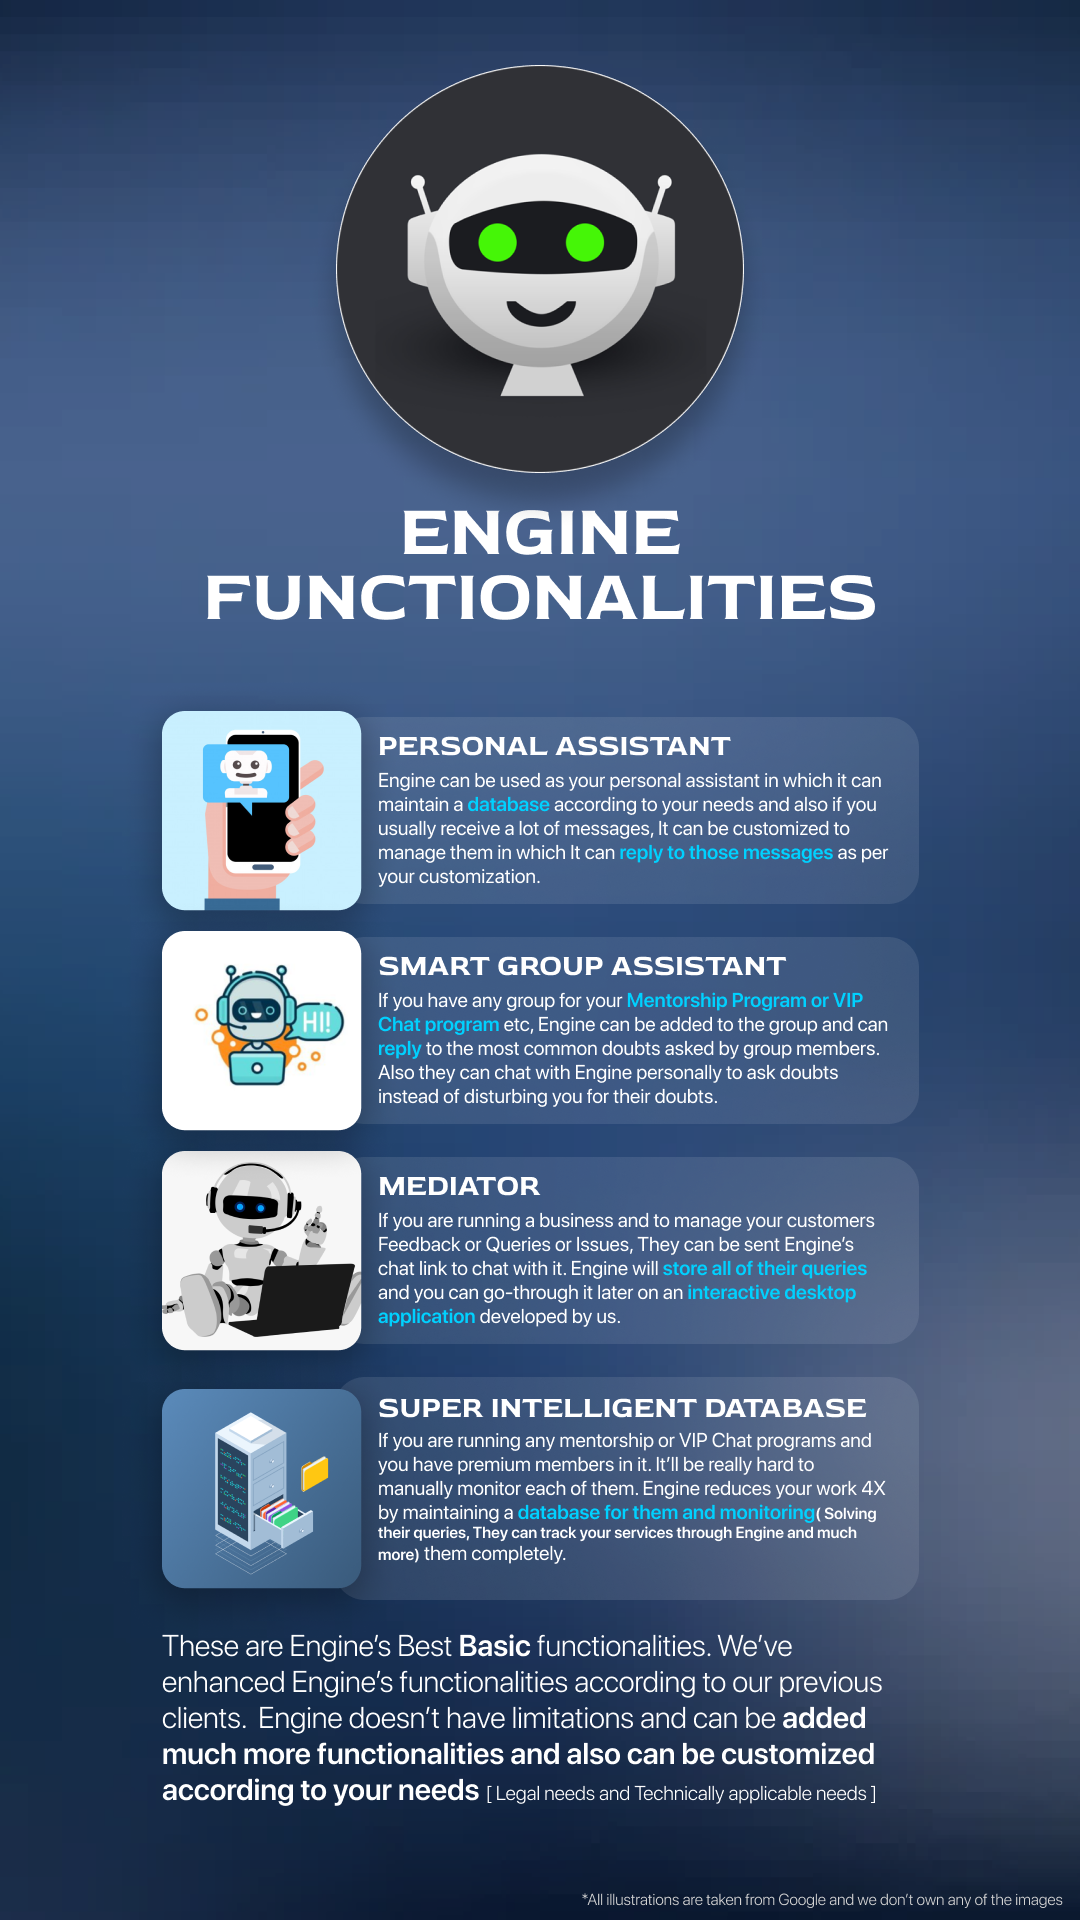 ENGINE
FUNCTIONALITIES
PERSONAL ASSISTANT
Engine can be used as your personal assistant in which it can
maintain a database according to your needs and also if you
usually receive a lot of messages, It can be customized to
manage them in which It can reply to those messages as per
your customization.
HI!
SMART GROUP ASSISTANT
If you have any group for your Mentorship Program or VIP
Chat program etc, Engine can be added to the group and can
reply to the most common doubts asked by group members.
Also they can chat with Engine personally to ask doubts
instead of disturbing you for their doubts.
MEDIATOR
If you are running a business and to manage your customers
Feedback or Queries or Issues, They can be sent Engine's
chat link to chat with it. Engine will store all of their queries
and you can go-through it later on an interactive desktop
application developed by us.
SUPER INTELLIGENT DATABASE
If you are running any mentorship or VIP Chat programs and
you have premium members in it. It'll be really hard to
manually monitor each of them. Engine reduces your work 4X
by maintaining a database for them and monitoring( Solving
their queries, They can track your services through Engine and much
more) them completely.
These are Engine's Best Basic functionalities. We've
enhanced Engine's functionalities according to our previous
clients.  Engine doesn't have limitations and can be added
much more functionalities and also can be customized
according to your needs [ Legal needs and Technically applicable needs ]
*All illustrations are taken from Google and we don't own any of the images